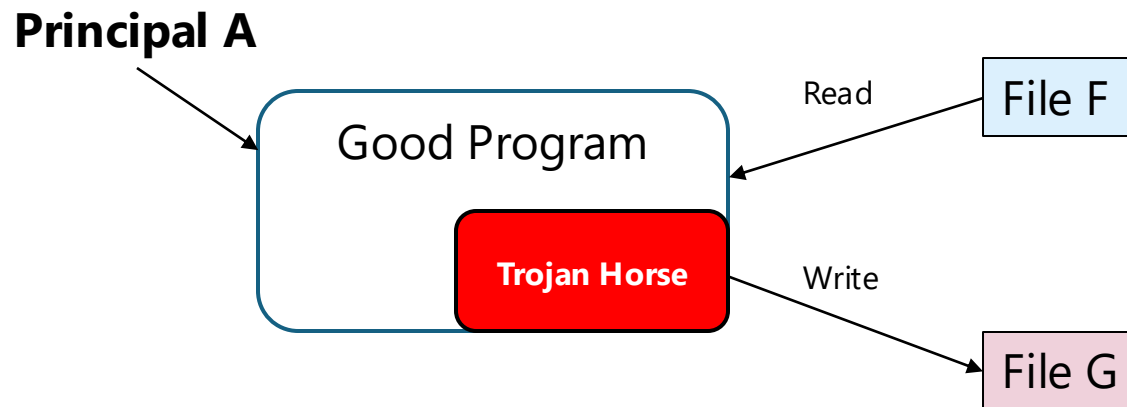 Principal A
Good Program
Trojan Horse
Read
File F
Write
File G